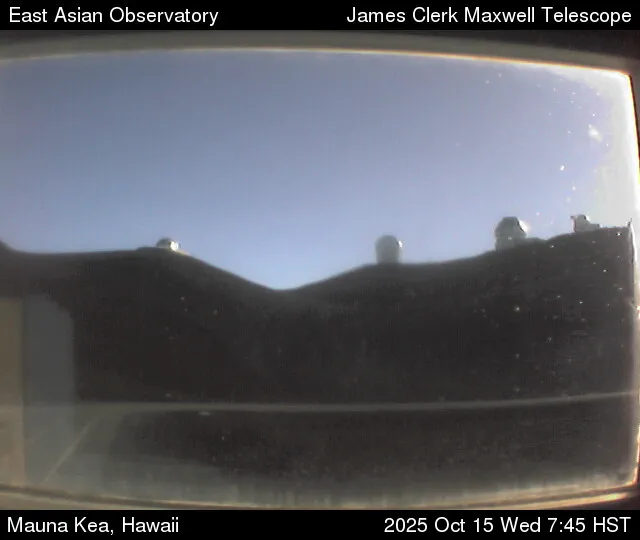 East Asian Observatory
James Clerk Maxwell Telescope
Mauna Kea, Hawaii
2025 Oct 15 Wed 7:45 HST